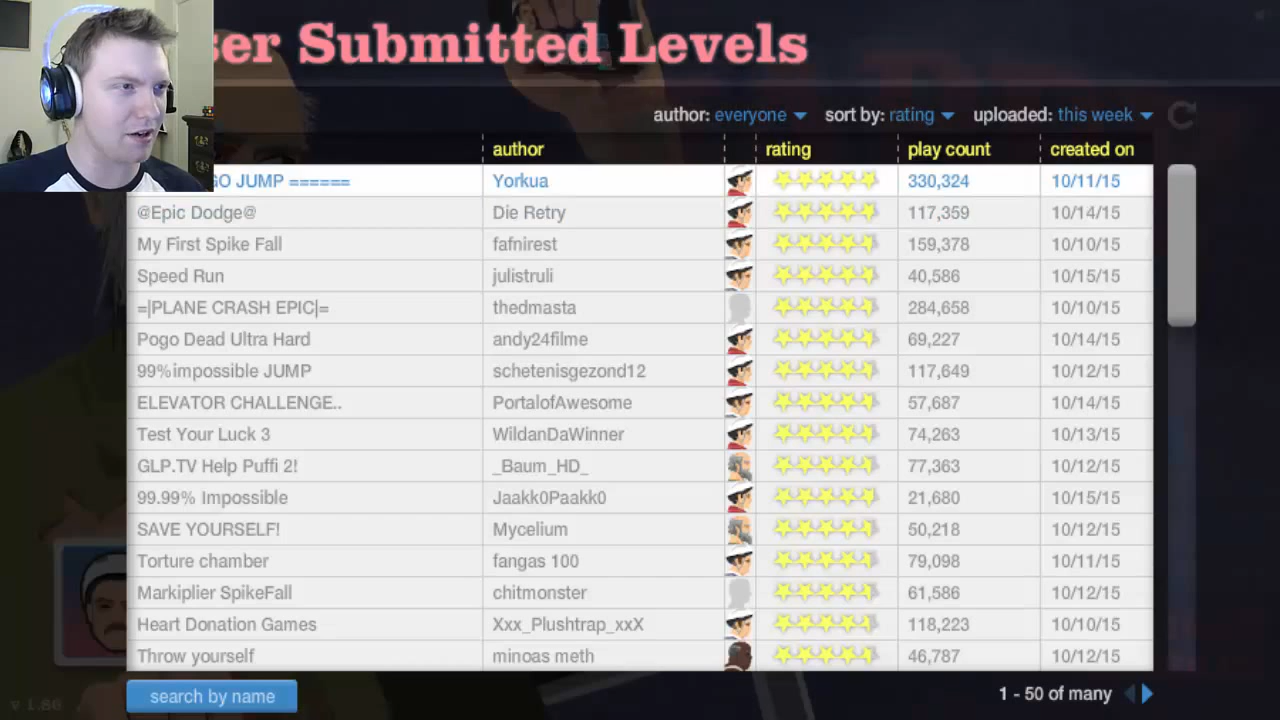 ser Submitted Levels
author: everyone sort by: rating uploaded: this week
author rating play count created on
GO JUMP ====== Yorkua 330,324 10/11/15
@Epic Dodge@ Die Retry 117,359 10/14/15
My First Spike Fall fafnirest 159,378 10/10/15
Speed Run julistruli 40,586 10/15/15
=|PLANE CRASH EPIC|= thedmasta 284,658 10/10/15
Pogo Dead Ultra Hard andy24filme 69,227 10/14/15
99%impossible JUMP schetenisgezond12 117,649 10/12/15
ELEVATOR CHALLENGE.. PortalofAwesome 57,687 10/14/15
Test Your Luck 3 WildanDaWinner 74,263 10/13/15
GLP.TV Help Puffi 2! _Baum_HD_ 77,363 10/12/15
99.99% Impossible Jaakk0Paakk0 21,680 10/15/15
SAVE YOURSELF! Mycelium 50,218 10/12/15
Torture chamber fangas 100 79,098 10/11/15
Markiplier SpikeFall chitmonster 61,586 10/12/15
Heart Donation Games Xxx_Plushtrap_xxX 118,223 10/10/15
Throw yourself minoas meth 46,787 10/12/15
search by name 1 - 50 of many
v 1.86